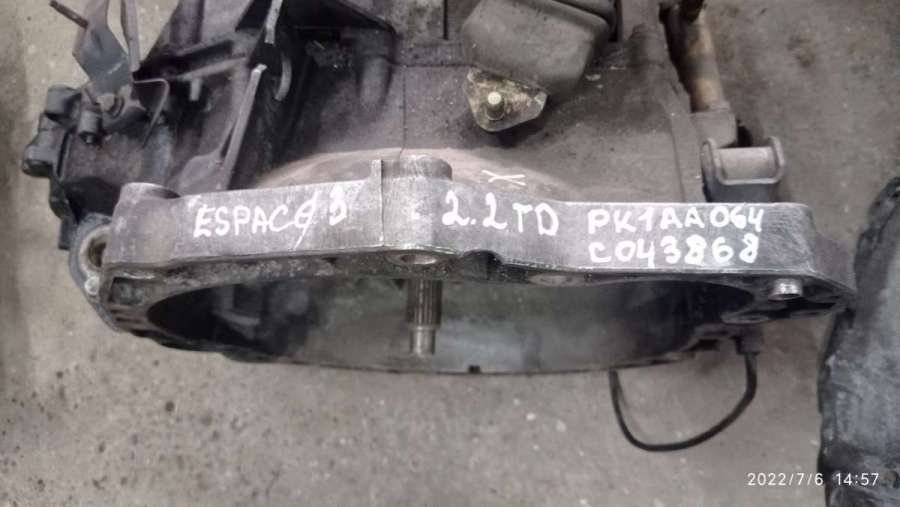 ESPACE 3 2.2TD PK1AA064
C043868
2022/7/6 14:57